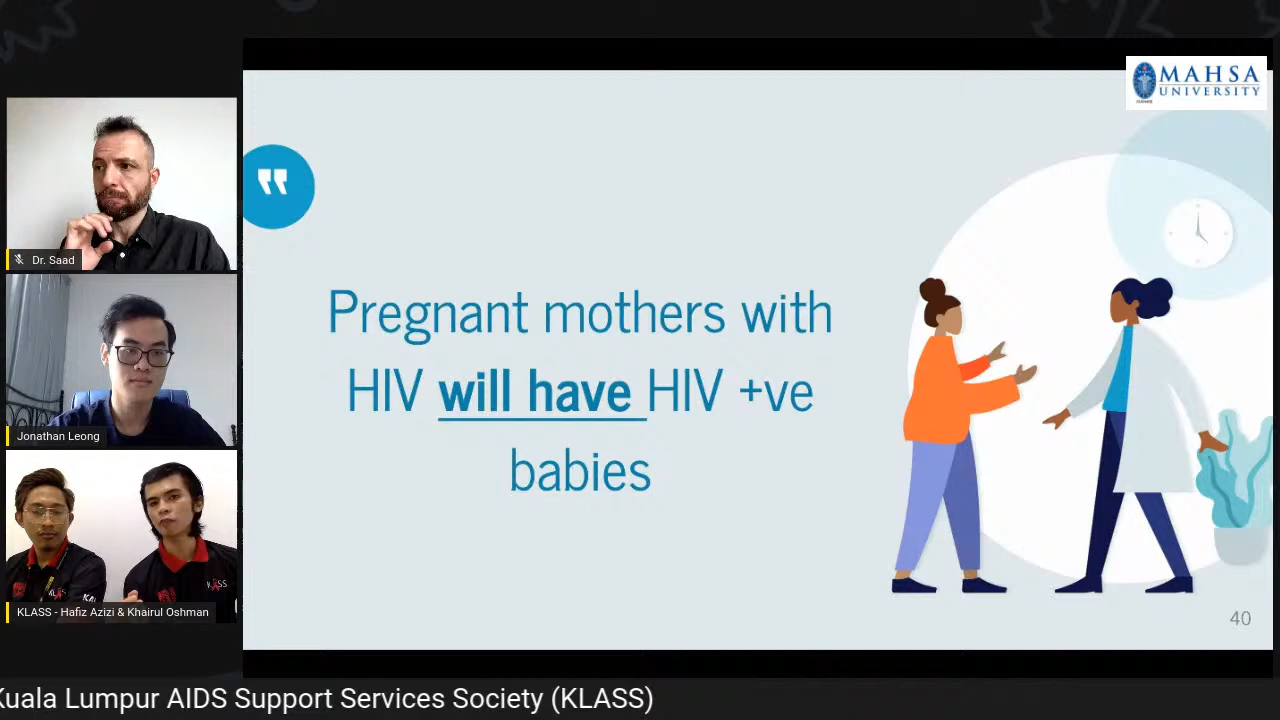 MAHSA
UNIVERSITY
Dr. Saad
Jonathan Leong
KLASS - Hafiz Azizi & Khairul Oshman
Pregnant mothers with
HIV will have HIV +ve
babies
40
Kuala Lumpur AIDS Support Services Society (KLASS)